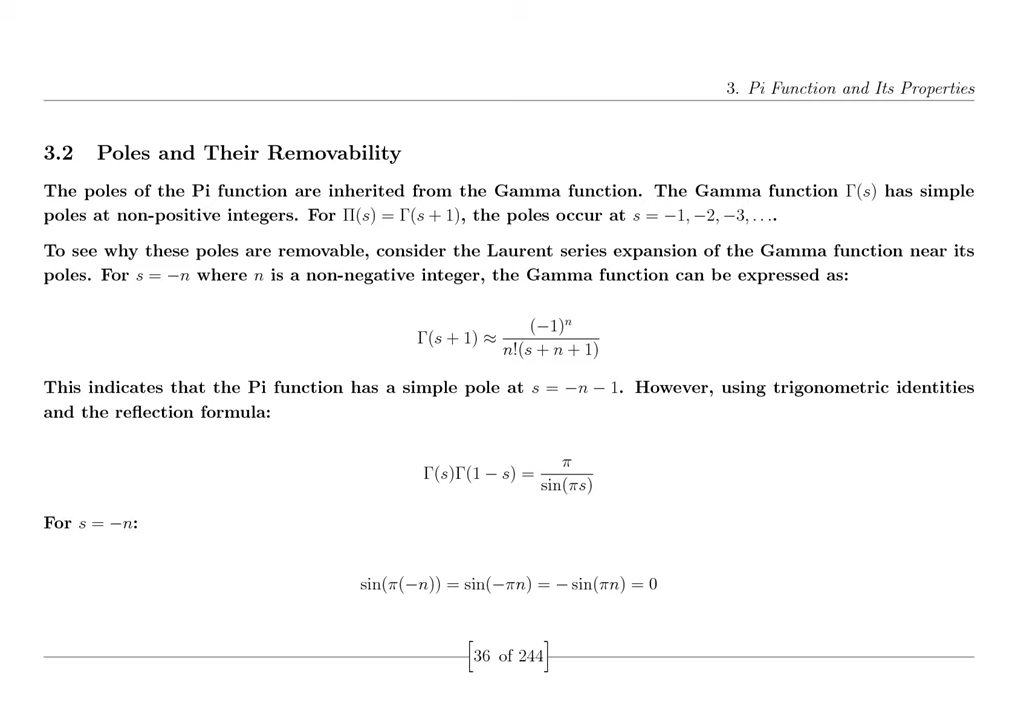 3. Pi Function and Its Properties
3.2 Poles and Their Removability
The poles of the Pi function are inherited from the Gamma function. The Gamma function Γ(s) has simple
poles at non-positive integers. For Π(s) = Γ(s + 1), the poles occur at s = −1, −2, −3, . . ..
To see why these poles are removable, consider the Laurent series expansion of the Gamma function near its
poles. For s = −n where n is a non-negative integer, the Gamma function can be expressed as:
Γ(s + 1) ≈ (−1)^n / n!(s + n + 1)
This indicates that the Pi function has a simple pole at s = −n − 1. However, using trigonometric identities
and the reflection formula:
Γ(s)Γ(1 − s) = π / sin(πs)
For s = −n:
sin(π(−n)) = sin(−πn) = − sin(πn) = 0
[36 of 244]